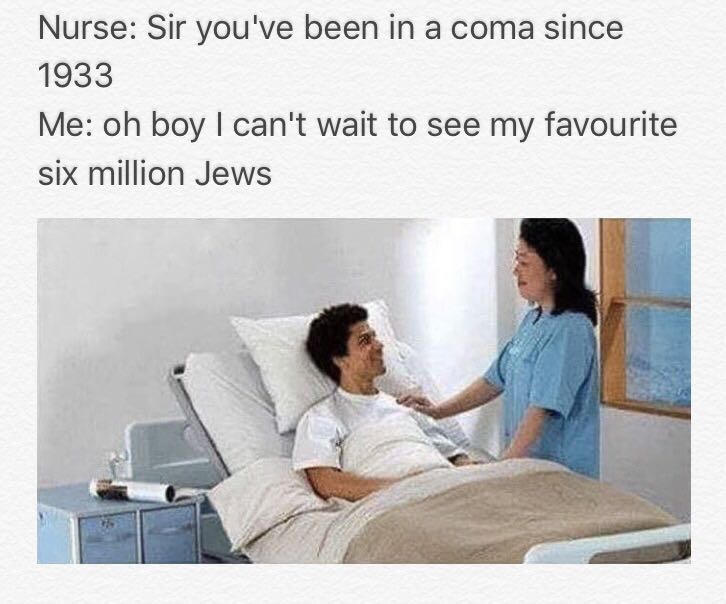 Nurse: Sir you've been in a coma since
1933
Me: oh boy I can't wait to see my favourite
six million Jews